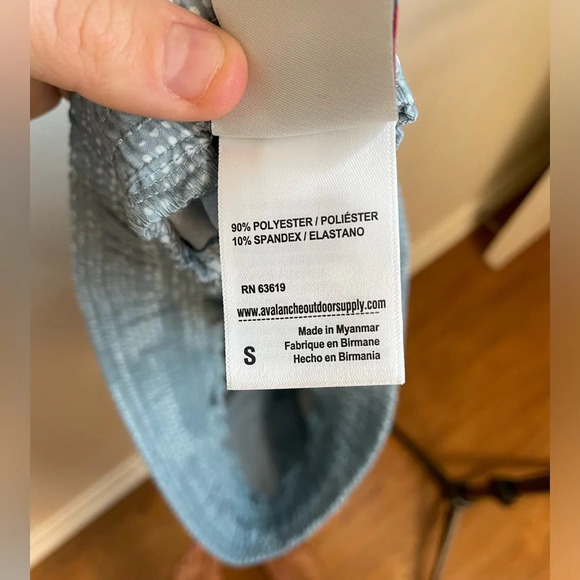 90% POLYESTER / POLIÉSTER
10% SPANDEX / ELASTANO
RN 63619
www.avalancheoutdoorsupply.com
Made in Myanmar
Fabrique en Birmane
S
Hecho en Birmania